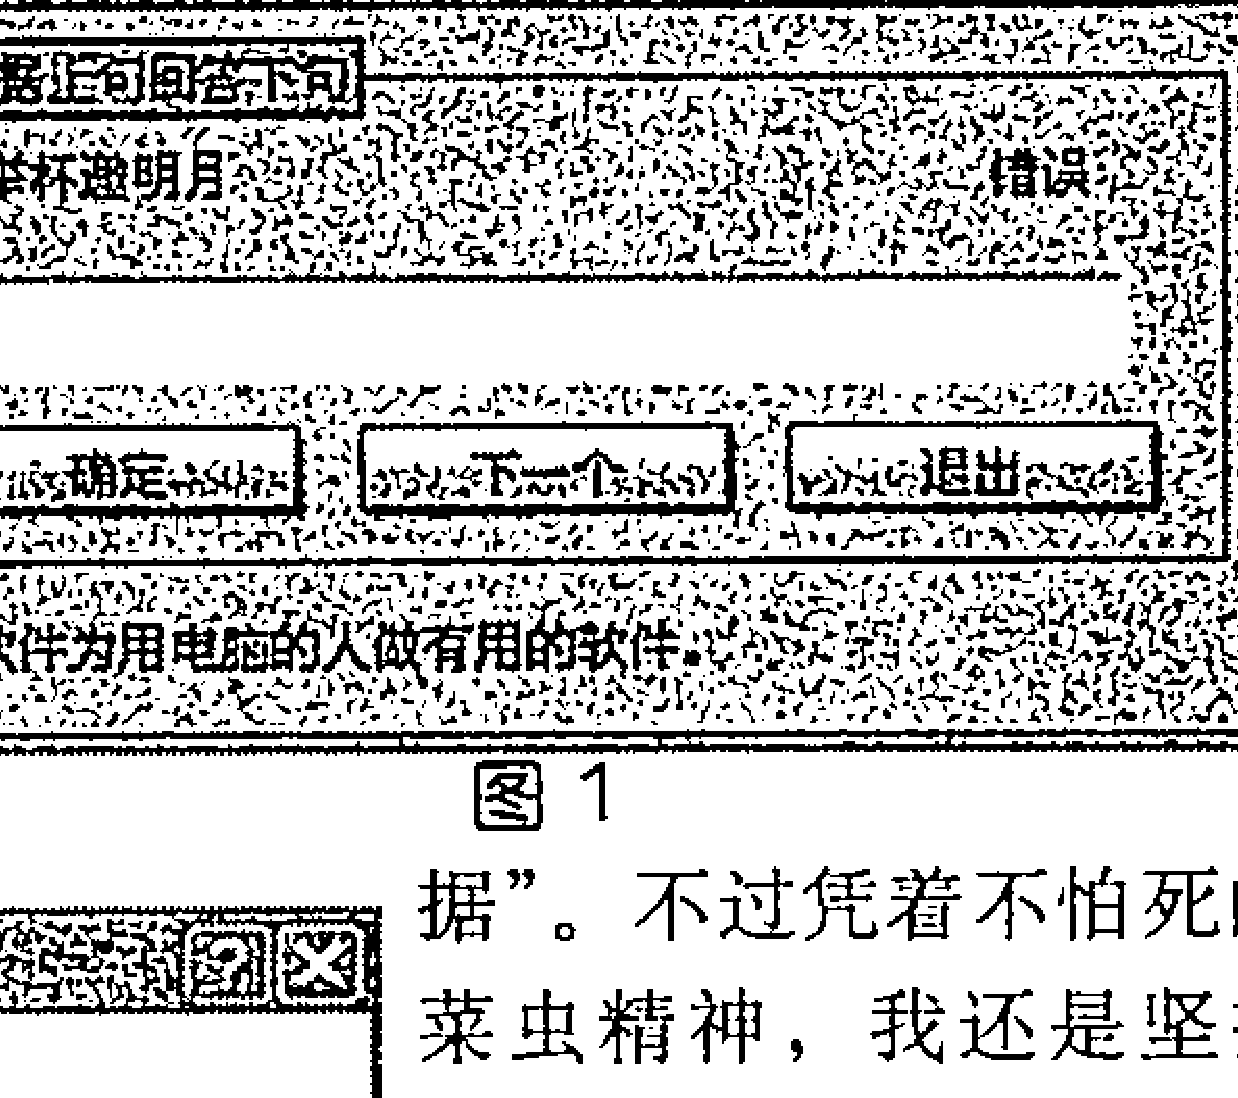 据上句回答下句
举杯邀明月 错误
确定 下一个 退出
软件为用电脑的人做有用的软件.
图 1
据”。不过凭着不怕死
菜虫精神，我还是坚
? ×